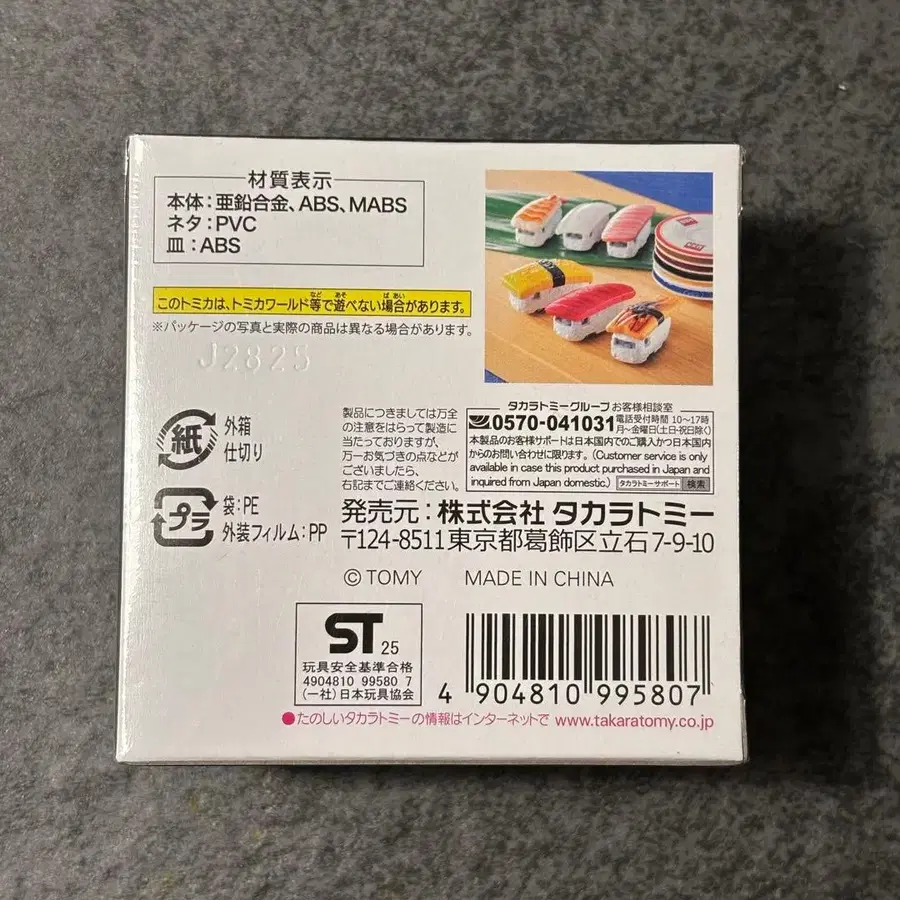 材質表示
本体：亜鉛合金、ABS、MABS
ネタ：PVC
皿：ABS
このトミカは、トミカワールド等で遊べない場合があります。
※パッケージの写真と実際の商品は異なる場合があります。
J2825
紙
外箱
仕切り
プラ
袋：PE
外装フィルム：PP
製品につきましては万全
の注意をはらって製造に
当たっておりますが、
万一お気づきの点などが
ございましたら、
右記までご連絡ください。
タカラトミーグループお客様相談室
0570-041031 電話受付時間 10〜17時
月〜金曜日(土・日・祝日除く)
本製品のお客様サポートは日本国内でのご購入かつ日本国内
からのお問い合わせに限ります。(Customer service is only
available in case this product purchased in Japan and
inquired from Japan domestic.) タカラトミーサポート 検索
発売元：株式会社 タカラトミー
〒124-8511東京都葛飾区立石7-9-10
© TOMY MADE IN CHINA
ST 25
玩具安全基準合格
4904810 99580 7
(一社)日本玩具協会
4 904810 995807
●たのしいタカラトミーの情報はインターネットで www.takaratomy.co.jp